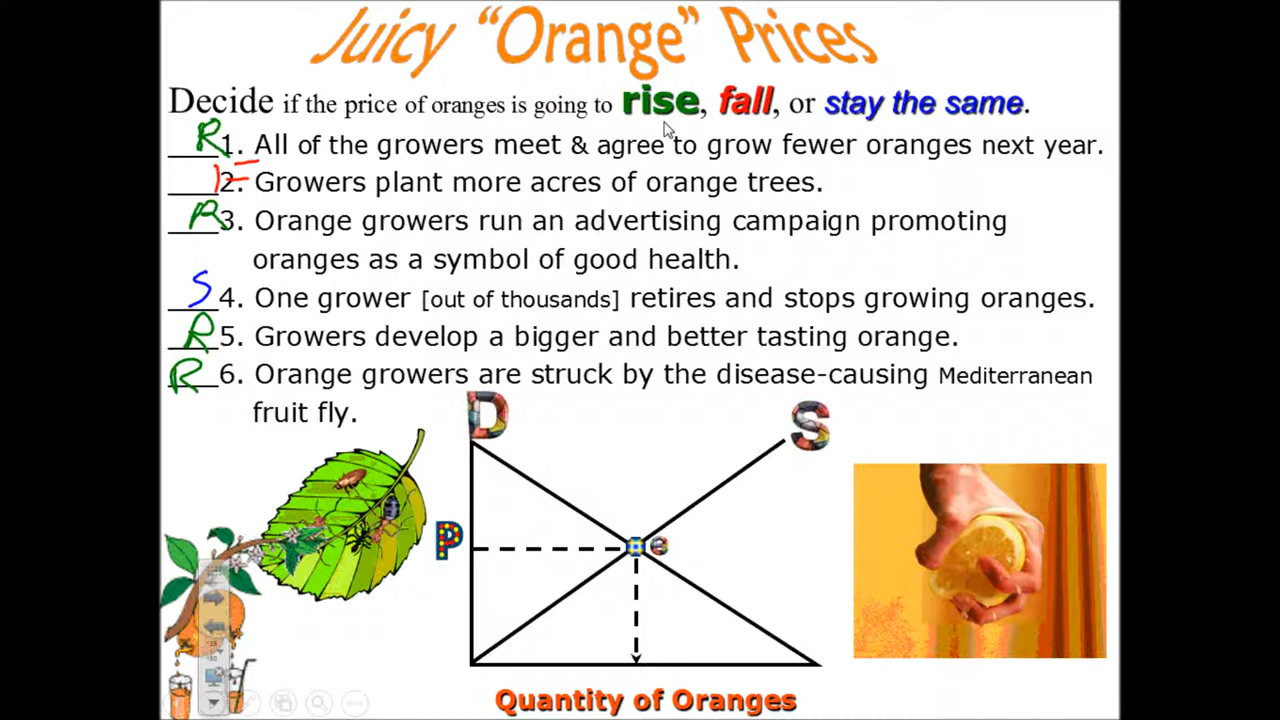 Juicy “Orange” Prices
Decide if the price of oranges is going to rise, fall, or stay the same.
R 1. All of the growers meet & agree to grow fewer oranges next year.
F 2. Growers plant more acres of orange trees.
R 3. Orange growers run an advertising campaign promoting
oranges as a symbol of good health.
S 4. One grower [out of thousands] retires and stops growing oranges.
R 5. Growers develop a bigger and better tasting orange.
R 6. Orange growers are struck by the disease-causing Mediterranean
fruit fly.
D
S
P
e
Quantity of Oranges